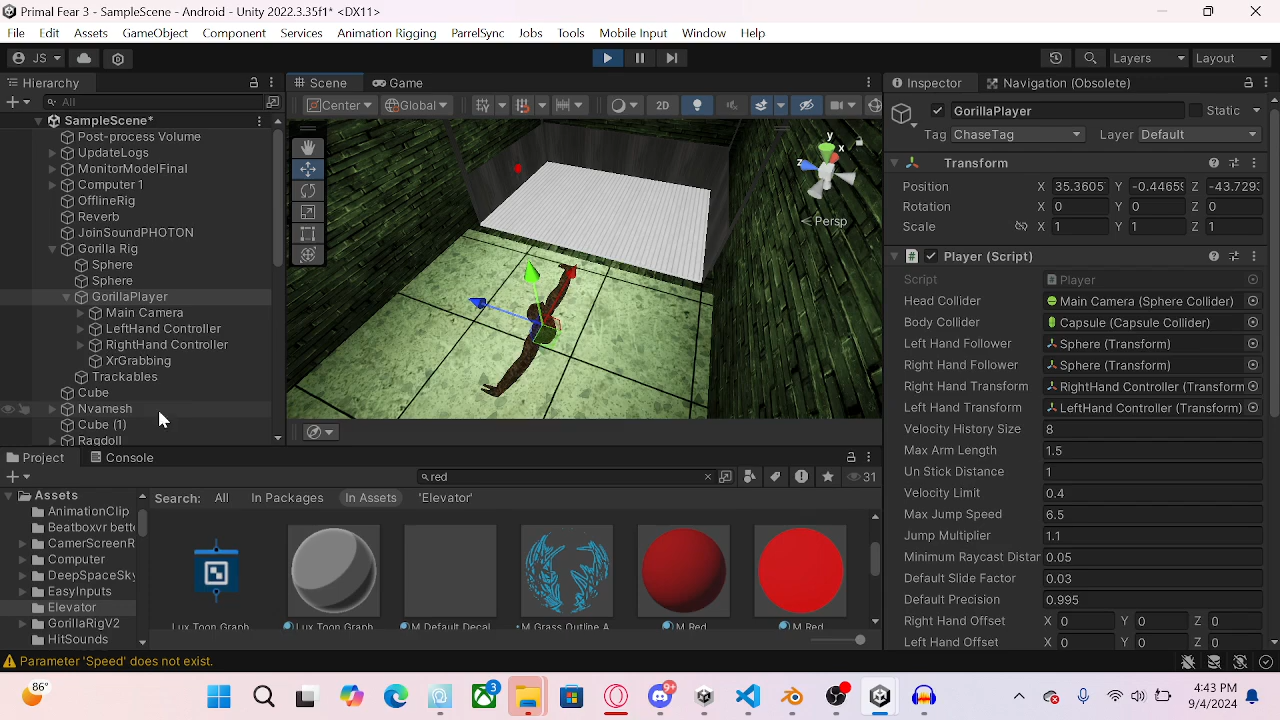 Primal Fear 3 - SampleScene - Android - Unity 2022.3.35f1* <DX11>
File Edit Assets GameObject Component Services Animation Rigging ParrelSync Jobs Tools Mobile Input Window Help
JS Layers Layout
Hierarchy
All
SampleScene*
Post-process Volume
UpdateLogs
MonitorModelFinal
Computer 1
OfflineRig
Reverb
JoinSoundPHOTON
Gorilla Rig
Sphere
Sphere
GorillaPlayer
Main Camera
LeftHand Controller
RightHand Controller
XrGrabbing
Trackables
Cube
Nvamesh
Cube (1)
Ragdoll
Scene Game
Center Global 2D
y
x
z
< Persp
Inspector Navigation (Obsolete)
GorillaPlayer Static
Tag ChaseTag Layer Default
Transform
Position X 35.3605 Y -0.4465 Z -43.729
Rotation X 0 Y 0 Z 0
Scale X 1 Y 1 Z 1
Player (Script)
Script Player
Head Collider Main Camera (Sphere Collider)
Body Collider Capsule (Capsule Collider)
Left Hand Follower Sphere (Transform)
Right Hand Follower Sphere (Transform)
Right Hand Transform RightHand Controller (Transform
Left Hand Transform LeftHand Controller (Transform)
Velocity History Size 8
Max Arm Length 1.5
Un Stick Distance 1
Velocity Limit 0.4
Max Jump Speed 6.5
Jump Multiplier 1.1
Minimum Raycast Distar 0.05
Default Slide Factor 0.03
Default Precision 0.995
Right Hand Offset X 0 Y 0 Z 0
Left Hand Offset X 0 Y 0 Z 0
Project Console
red 31
Search: All In Packages In Assets 'Elevator'
Assets
AnimationClip
Beatboxvr bett
CamerScreenR
Computer
DeepSpaceSky
EasyInputs
Elevator
GorillaRigV2
HitSounds
Lux Toon Graph Lux Toon Graph M Default Decal M Grass Outline A M Red M Red
Parameter 'Speed' does not exist.
86°
3
9+
4:43 PM
9/4/2024